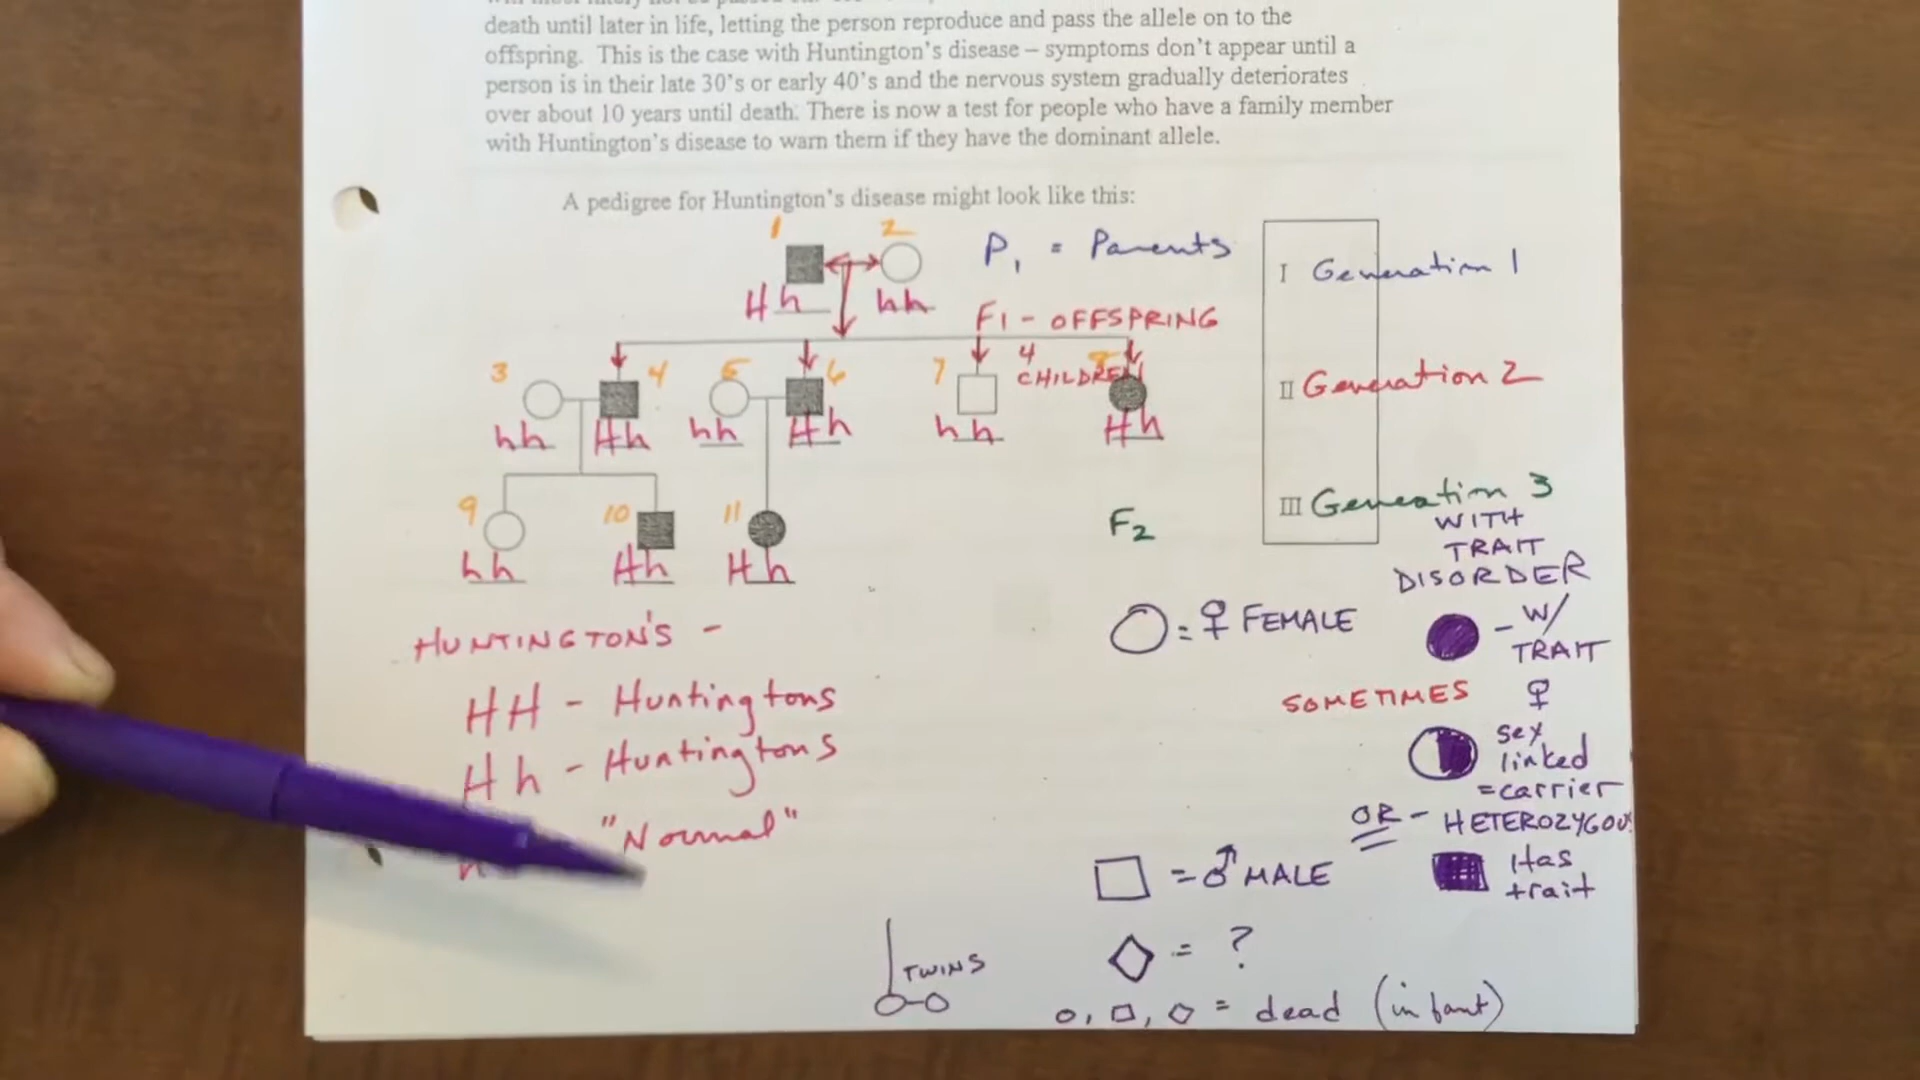 death until later in life, letting the person reproduce and pass the allele on to the
offspring. This is the case with Huntington's disease – symptoms don't appear until a
person is in their late 30's or early 40's and the nervous system gradually deteriorates
over about 10 years until death. There is now a test for people who have a family member
with Huntington's disease to warn them if they have the dominant allele.
A pedigree for Huntington's disease might look like this:
1 2
P1 = Parents
I Generation 1
Hh hh
F1 - OFFSPRING
4
CHILDREN
3 4 5 6 7 8
II Generation 2
hh Hh hh Hh hh Hh
9 10 11
F2
III Geneation 3
hh Hh Hh
WITH
TRAIT
DISORDER
HUNTINGTON'S -
HH - Huntingtons
Hh - Huntingtons
"Normal"
= ♀ FEMALE
- W/
TRAIT
SOMETIMES
♀
sex
linked
= carrier
OR - HETEROZYGOUS
= ♂ MALE
Has
trait
= ?
TWINS
= dead (infant)